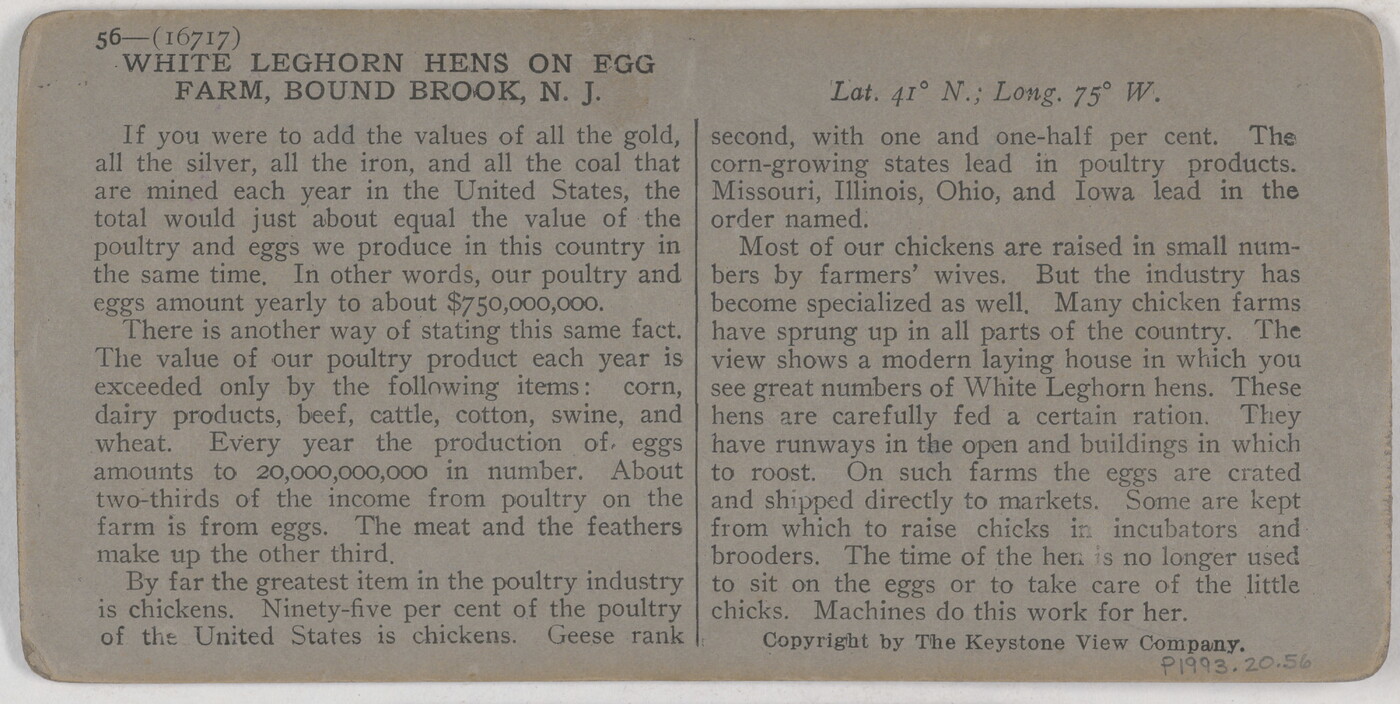 56—(16717)
WHITE LEGHORN HENS ON EGG
FARM, BOUND BROOK, N. J.
Lat. 41° N.; Long. 75° W.
If you were to add the values of all the gold,
all the silver, all the iron, and all the coal that
are mined each year in the United States, the
total would just about equal the value of the
poultry and eggs we produce in this country in
the same time. In other words, our poultry and
eggs amount yearly to about $750,000,000.
There is another way of stating this same fact.
The value of our poultry product each year is
exceeded only by the following items: corn,
dairy products, beef, cattle, cotton, swine, and
wheat. Every year the production of eggs
amounts to 20,000,000,000 in number. About
two-thirds of the income from poultry on the
farm is from eggs. The meat and the feathers
make up the other third.
By far the greatest item in the poultry industry
is chickens. Ninety-five per cent of the poultry
of the United States is chickens. Geese rank
second, with one and one-half per cent. The
corn-growing states lead in poultry products.
Missouri, Illinois, Ohio, and Iowa lead in the
order named.
Most of our chickens are raised in small num-
bers by farmers' wives. But the industry has
become specialized as well. Many chicken farms
have sprung up in all parts of the country. The
view shows a modern laying house in which you
see great numbers of White Leghorn hens. These
hens are carefully fed a certain ration. They
have runways in the open and buildings in which
to roost. On such farms the eggs are crated
and shipped directly to markets. Some are kept
from which to raise chicks in incubators and
brooders. The time of the hen is no longer used
to sit on the eggs or to take care of the little
chicks. Machines do this work for her.
Copyright by The Keystone View Company.
P1993.20.56